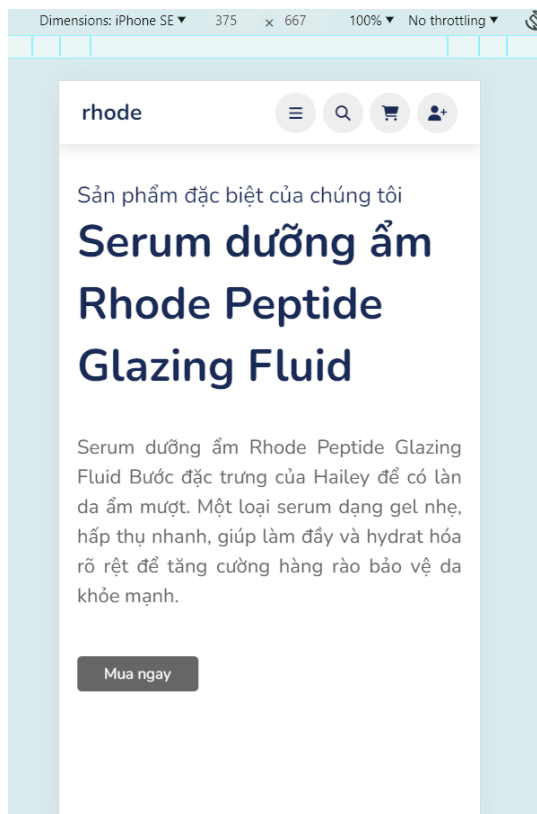 Dimensions: iPhone SE ▼ 375 × 667 100% ▼ No throttling ▼
rhode
Sản phẩm đặc biệt của chúng tôi
Serum dưỡng ẩm
Rhode Peptide
Glazing Fluid
Serum dưỡng ẩm Rhode Peptide Glazing
Fluid Bước đặc trưng của Hailey để có làn
da ẩm mượt. Một loại serum dạng gel nhẹ,
hấp thụ nhanh, giúp làm đầy và hydrat hóa
rõ rệt để tăng cường hàng rào bảo vệ da
khỏe mạnh.
Mua ngay